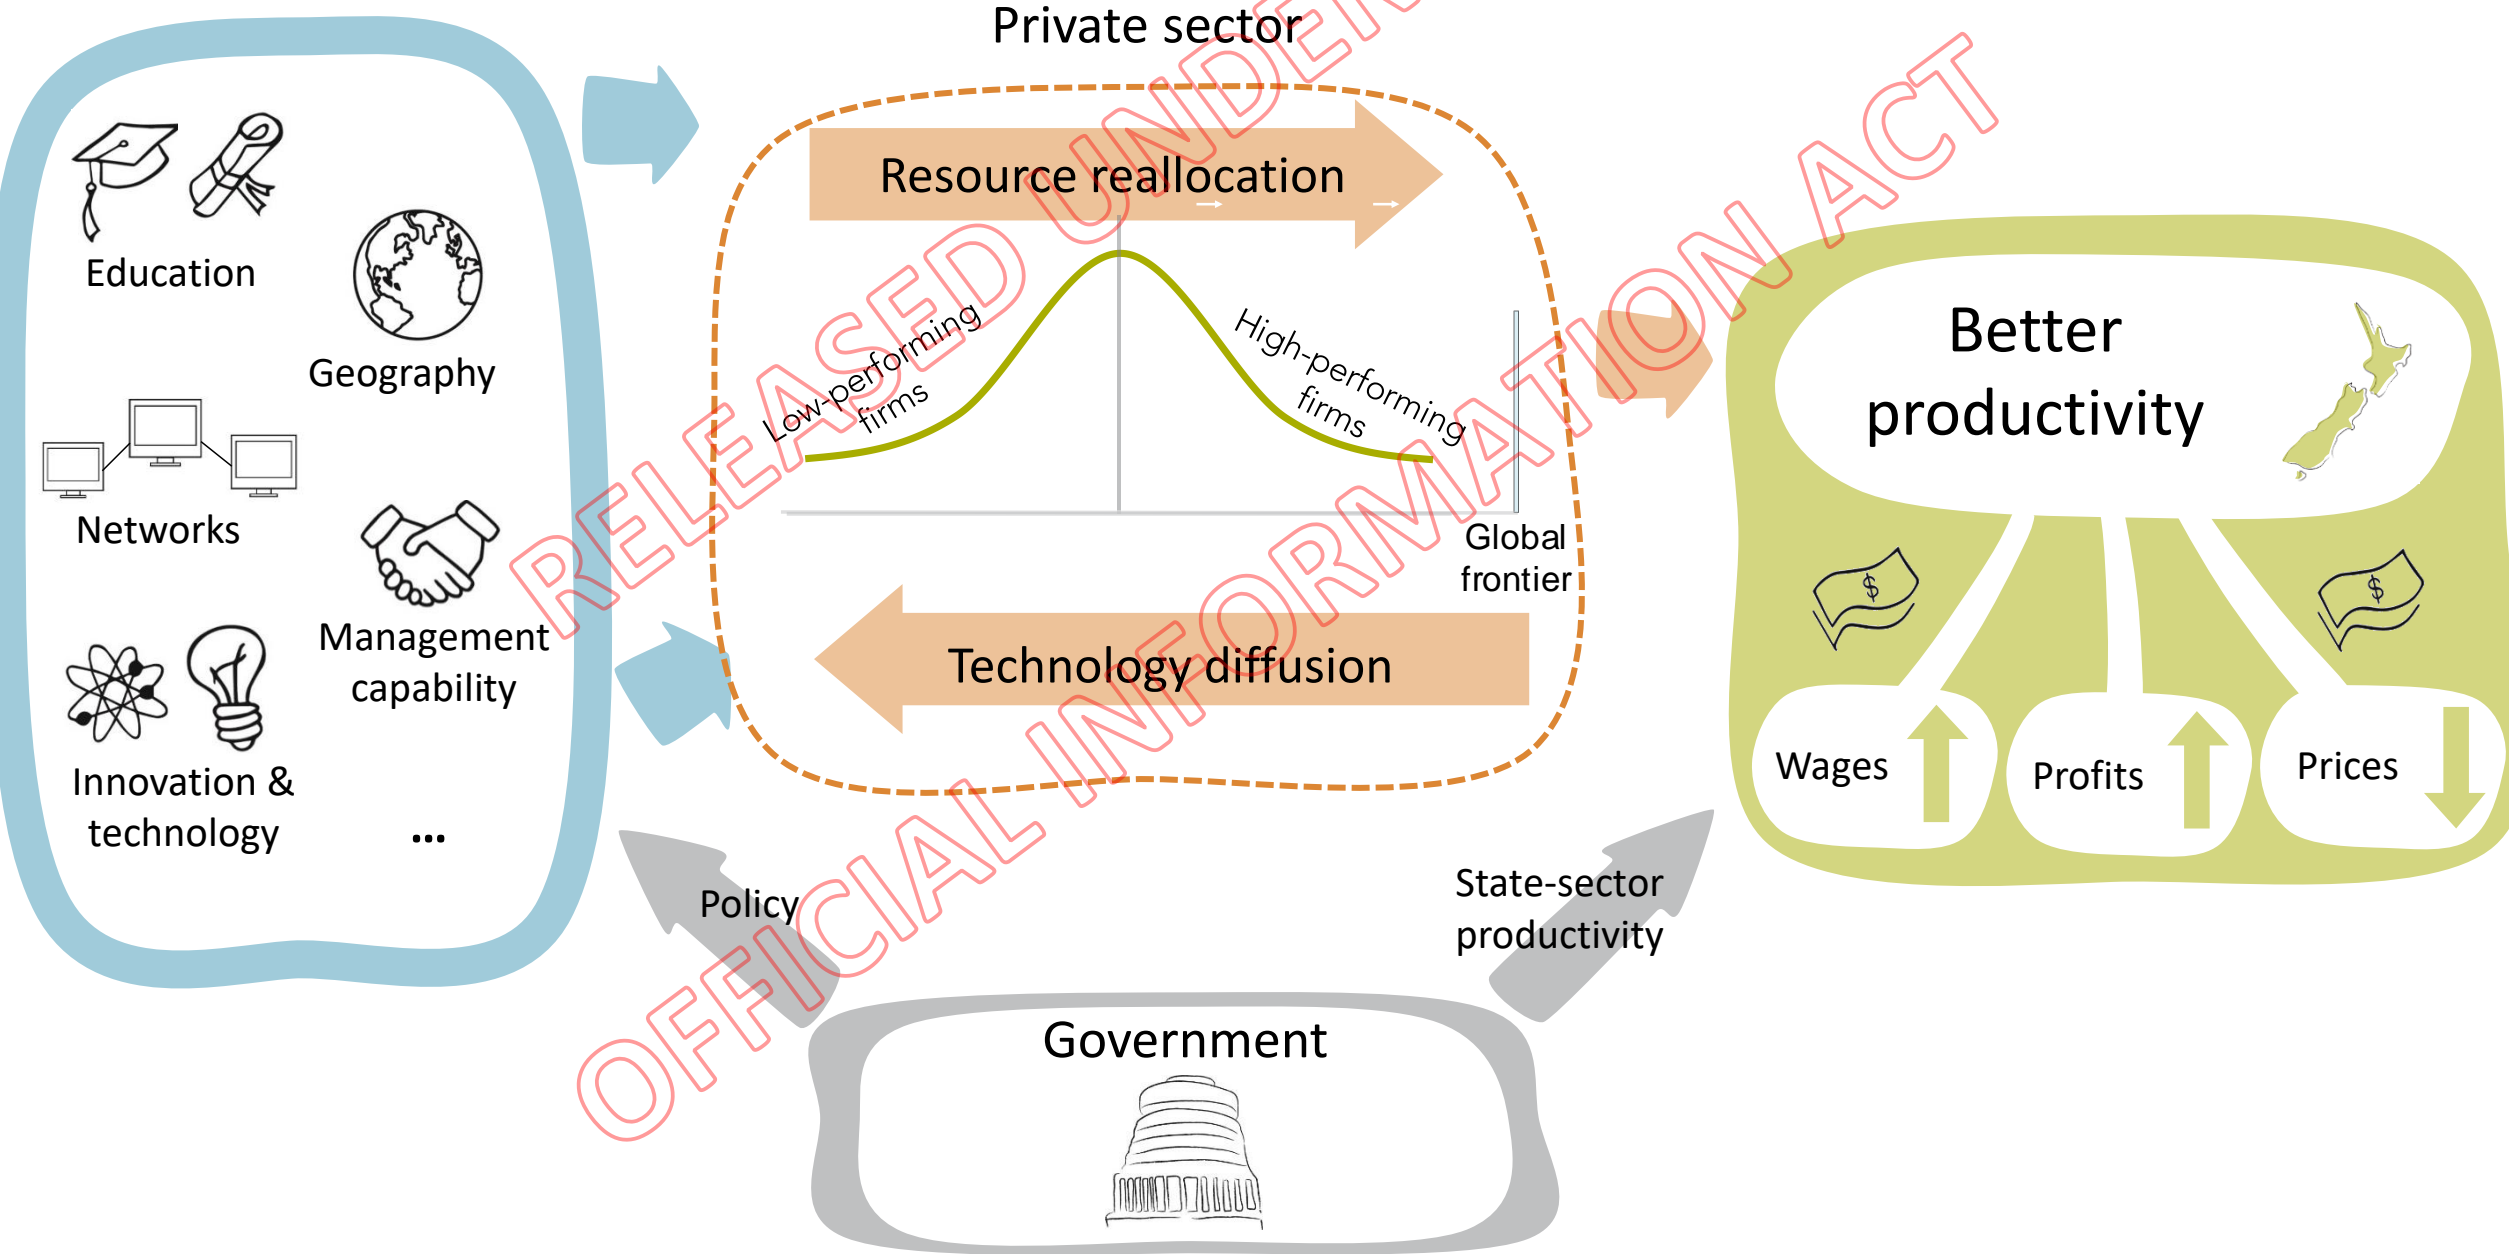 Private sector
Education
Geography
Networks
Management
capability
Innovation &
technology
...
Resource reallocation
Low-performing
firms
High-performing
firms
Global
frontier
Technology diffusion
Better
productivity
$
$
Wages
Profits
Prices
Policy
State-sector
productivity
Government
RELEASED UNDER
OFFICIAL INFORMATION ACT